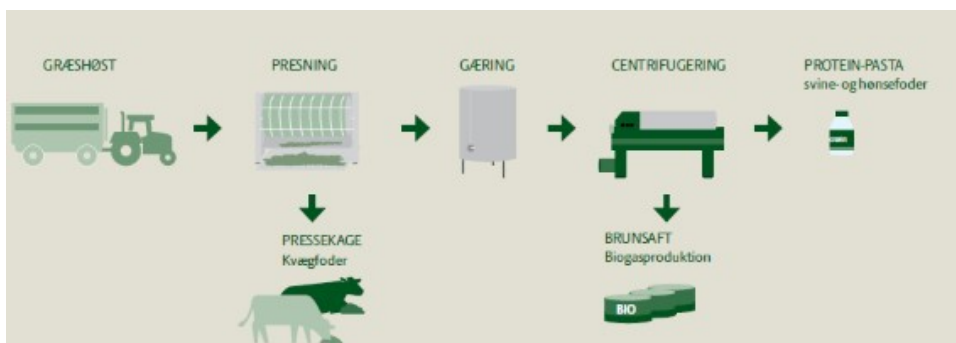 GRÆSHØST
PRESNING
GÆRING
CENTRIFUGERING
PROTEIN-PASTA
svine- og hønsefoder
PRESSEKAGE
Kvægfoder
BRUNSAFT
Biogasproduktion
BIO